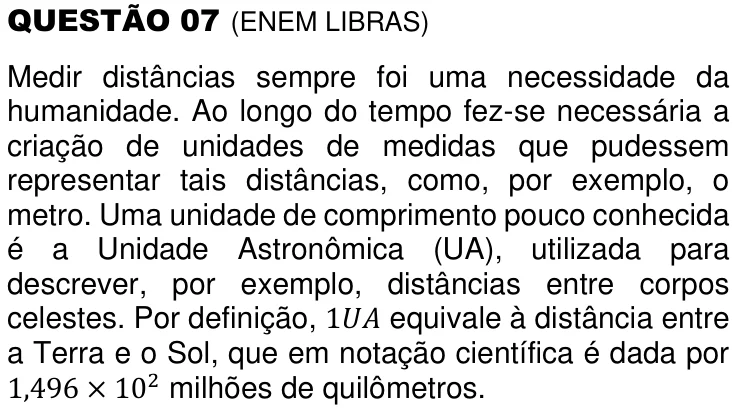 QUESTÃO 07 (ENEM LIBRAS)
Medir distâncias sempre foi uma necessidade da
humanidade. Ao longo do tempo fez-se necessária a
criação de unidades de medidas que pudessem
representar tais distâncias, como, por exemplo, o
metro. Uma unidade de comprimento pouco conhecida
é a Unidade Astronômica (UA), utilizada para
descrever, por exemplo, distâncias entre corpos
celestes. Por definição, 1UA equivale à distância entre
a Terra e o Sol, que em notação científica é dada por
1,496 × 10² milhões de quilômetros.